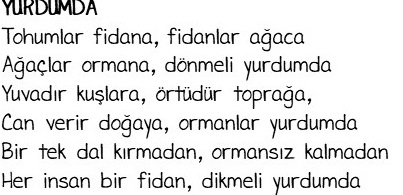 YURDUMDA
Tohumlar fidana, fidanlar ağaca
Ağaçlar ormana, dönmeli yurdumda
Yuvadır kuşlara, örtüdür toprağa,
Can verir doğaya, ormanlar yurdumda
Bir tek dal kırmadan, ormansız kalmadan
Her insan bir fidan, dikmeli yurdumda